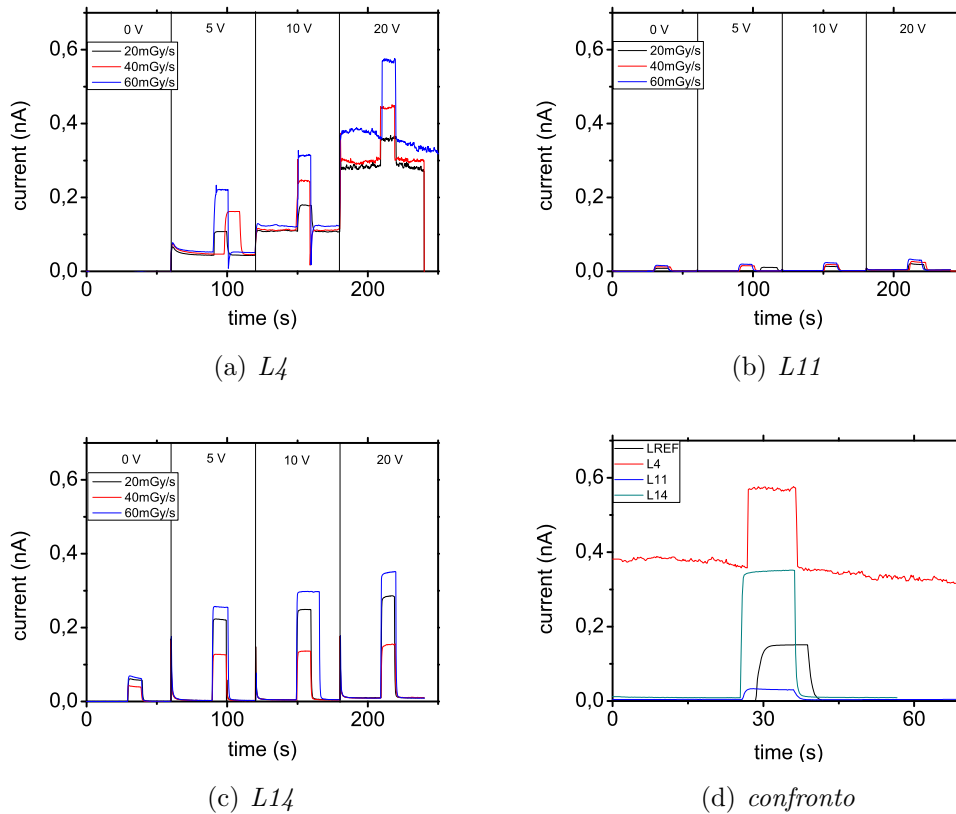 0 V 5 V 10 V 20 V
20mGy/s
40mGy/s
60mGy/s
0,6
0,4
0,2
0,0
current (nA)
0 100 200
time (s)
(a) L4
0 V 5 V 10 V 20 V
20mGy/s
40mGy/s
60mGy/s
0,6
0,4
0,2
0,0
current (nA)
0 100 200
time (s)
(b) L11
0 V 5 V 10 V 20 V
20mGy/s
40mGy/s
60mGy/s
0,6
0,4
0,2
0,0
current (nA)
0 100 200
time (s)
(c) L14
LREF
L4
L11
L14
0,6
0,4
0,2
0,0
current (nA)
0 30 60
time (s)
(d) confronto